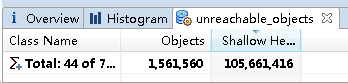 Overview Histogram unreachable_objects
Class Name Objects Shallow He...
Total: 44 of 7... 1,561,560 105,661,416